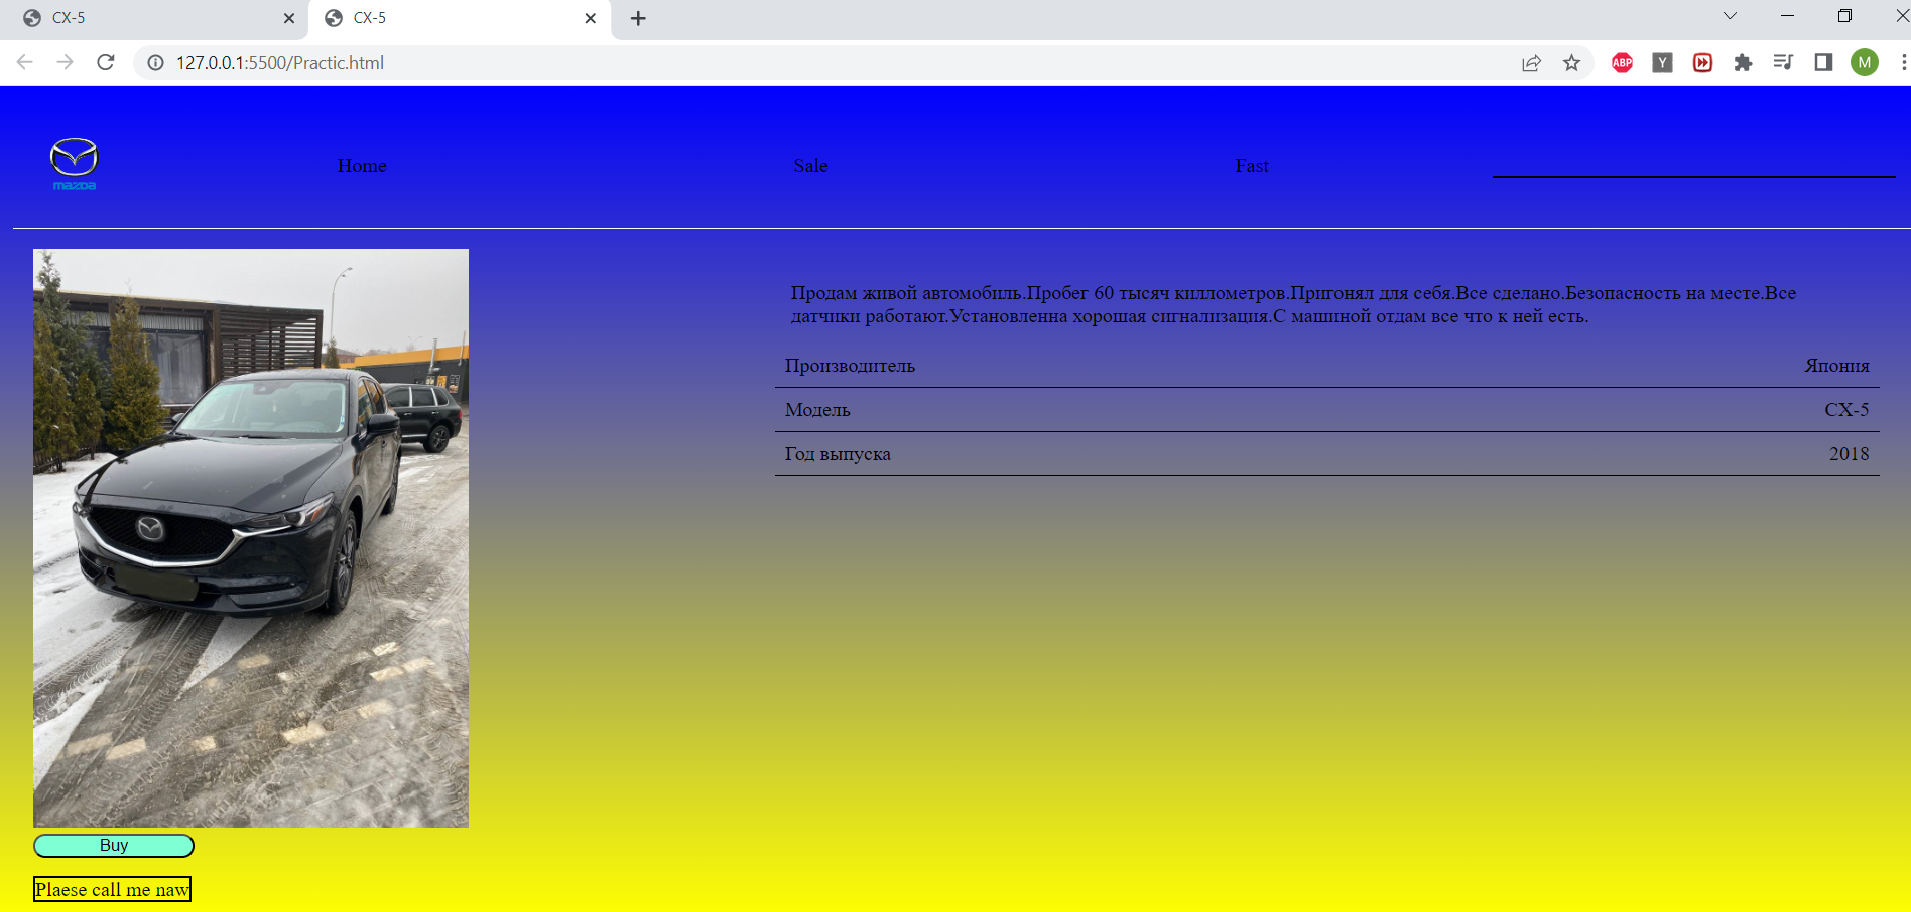 CX-5
CX-5
127.0.0.1:5500/Practic.html
ABP
Y
M
mazda
Home
Sale
Fast
Продам живой автомобиль.Пробег 60 тысяч киллометров.Пригонял для себя.Все сделано.Безопасность на месте.Все
датчики работают.Установленна хорошая сигнализация.С машиной отдам все что к ней есть.
Производитель Япония
Модель CX-5
Год выпуска 2018
Buy
Plaese call me naw